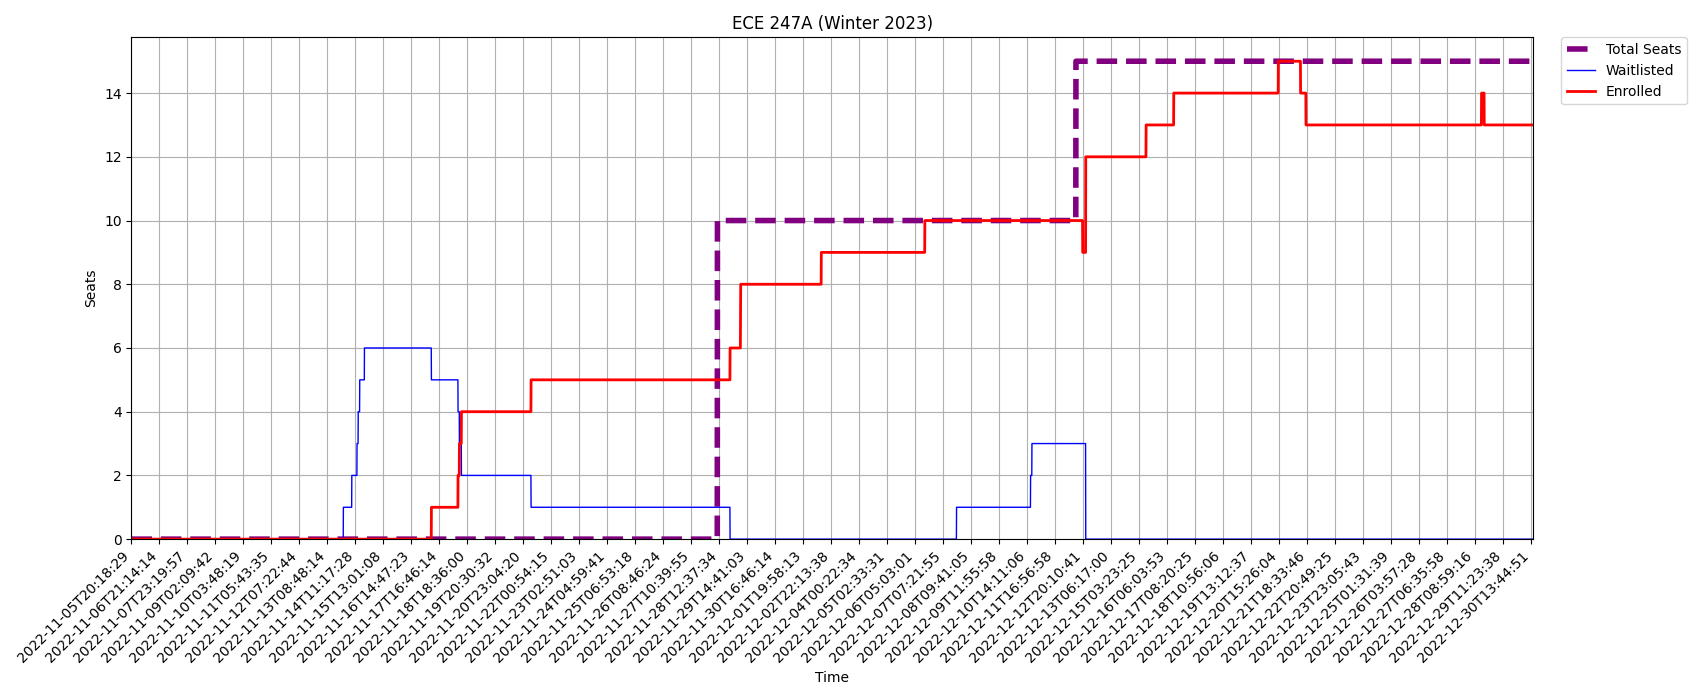 ECE 247A (Winter 2023)
Total Seats
Waitlisted
Enrolled
Seats
14
12
10
8
6
4
2
0
2022-11-05T20:18:29
2022-11-06T21:14:14
2022-11-07T23:19:57
2022-11-09T02:09:42
2022-11-10T03:48:19
2022-11-11T05:43:35
2022-11-12T07:22:44
2022-11-13T08:48:14
2022-11-14T11:17:28
2022-11-15T13:01:08
2022-11-16T14:47:23
2022-11-17T16:46:14
2022-11-18T18:36:00
2022-11-19T20:30:32
2022-11-20T23:04:20
2022-11-22T00:54:15
2022-11-23T02:51:03
2022-11-24T04:59:41
2022-11-25T06:53:18
2022-11-26T08:46:24
2022-11-27T10:39:55
2022-11-28T12:37:34
2022-11-29T14:41:03
2022-11-30T16:46:14
2022-12-01T19:58:13
2022-12-02T22:13:38
2022-12-04T00:22:34
2022-12-05T02:33:31
2022-12-06T05:03:01
2022-12-07T07:21:55
2022-12-08T09:41:05
2022-12-09T11:55:58
2022-12-10T14:11:06
2022-12-11T16:56:58
2022-12-12T20:10:41
2022-12-13T06:17:00
2022-12-15T03:23:25
2022-12-16T06:03:53
2022-12-17T08:20:25
2022-12-18T10:56:06
2022-12-19T13:12:37
2022-12-20T15:26:04
2022-12-21T18:33:46
2022-12-22T20:49:25
2022-12-23T23:05:43
2022-12-25T01:31:39
2022-12-26T03:57:28
2022-12-27T06:35:58
2022-12-28T08:59:16
2022-12-29T11:23:38
2022-12-30T13:44:51
Time